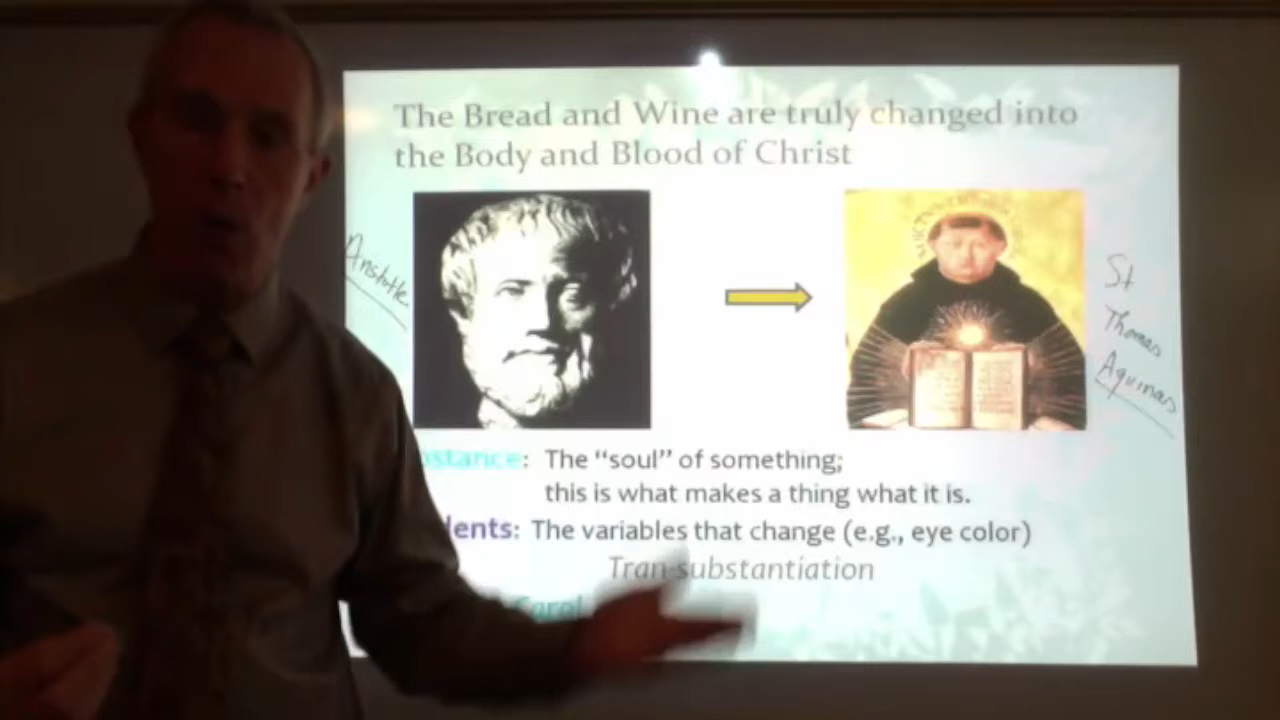 The Bread and Wine are truly changed into
the Body and Blood of Christ
Aristotle
St
Thomas
Aquinas
bstance: The “soul” of something;
this is what makes a thing what it is.
dents: The variables that change (e.g., eye color)
Tran-substantiation
Carol